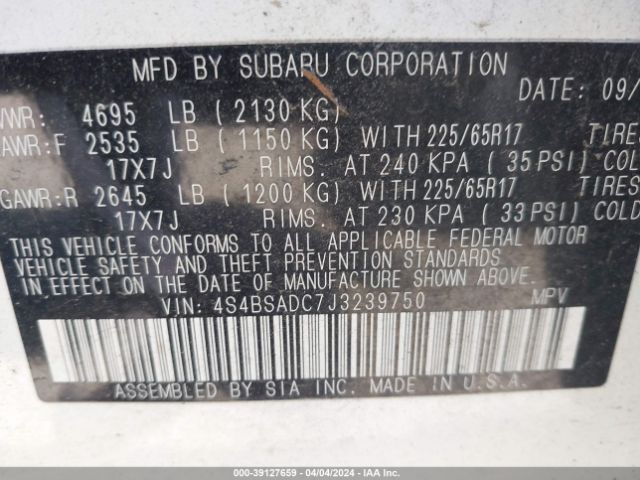 MFD BY SUBARU CORPORATION
DATE: 09/
VWR: 4695 LB ( 2130 KG)
AWR:F 2535 LB ( 1150 KG) WITH 225/65R17 TIRES
17X7J RIMS. AT 240 KPA ( 35 PSI) COLD
GAWR:R 2645 LB ( 1200 KG) WITH 225/65R17 TIRES
17X7J RIMS. AT 230 KPA ( 33 PSI) COLD
THIS VEHICLE CONFORMS TO ALL APPLICABLE FEDERAL MOTOR
VEHICLE SAFETY AND THEFT PREVENTION STANDARDS IN
EFFECT ON THE DATE OF MANUFACTURE SHOWN ABOVE.
VIN: 4S4BSADC7J3239750 MPV
ASSEMBLED BY SIA INC. MADE IN U.S.A.
000-39127659 - 04/04/2024 - IAA Inc.